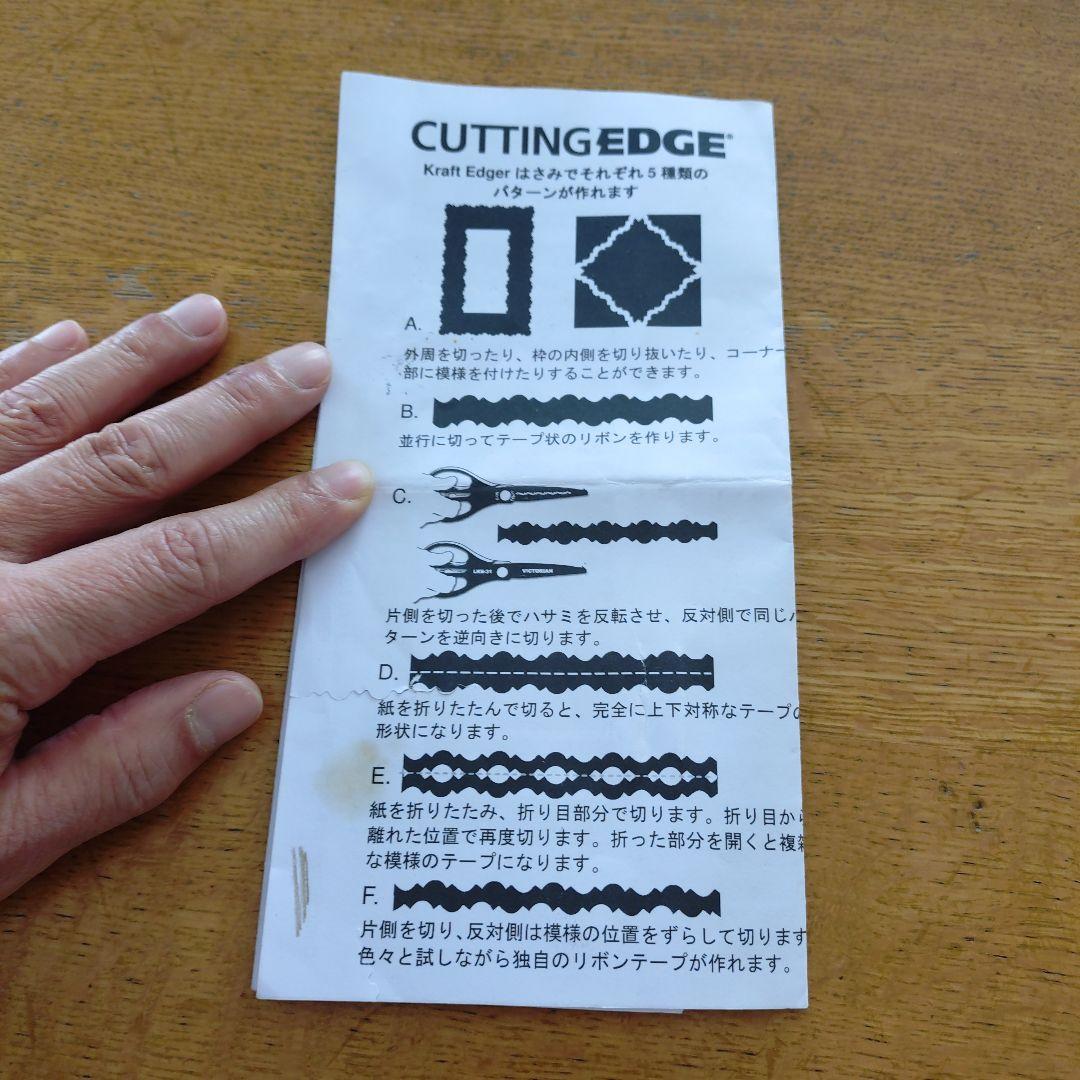 CUTTINGEDGE®
Kraft Edger はさみでそれぞれ5種類の
パターンが作れます
A.
外周を切ったり、枠の内側を切り抜いたり、コーナー
部に模様を付けたりすることができます。
B.
並行に切ってテープ状のリボンを作ります。
C.
VICTORIAN
片側を切った後でハサミを反転させ、反対側で同じパ
ターンを逆向きに切ります。
D.
紙を折りたたんで切ると、完全に上下対称なテープの
形状になります。
E.
紙を折りたたみ、折り目部分で切ります。折り目から
離れた位置で再度切ります。折った部分を開くと複雑
な模様のテープになります。
F.
片側を切り、反対側は模様の位置をずらして切ります
色々と試しながら独自のリボンテープが作れます。